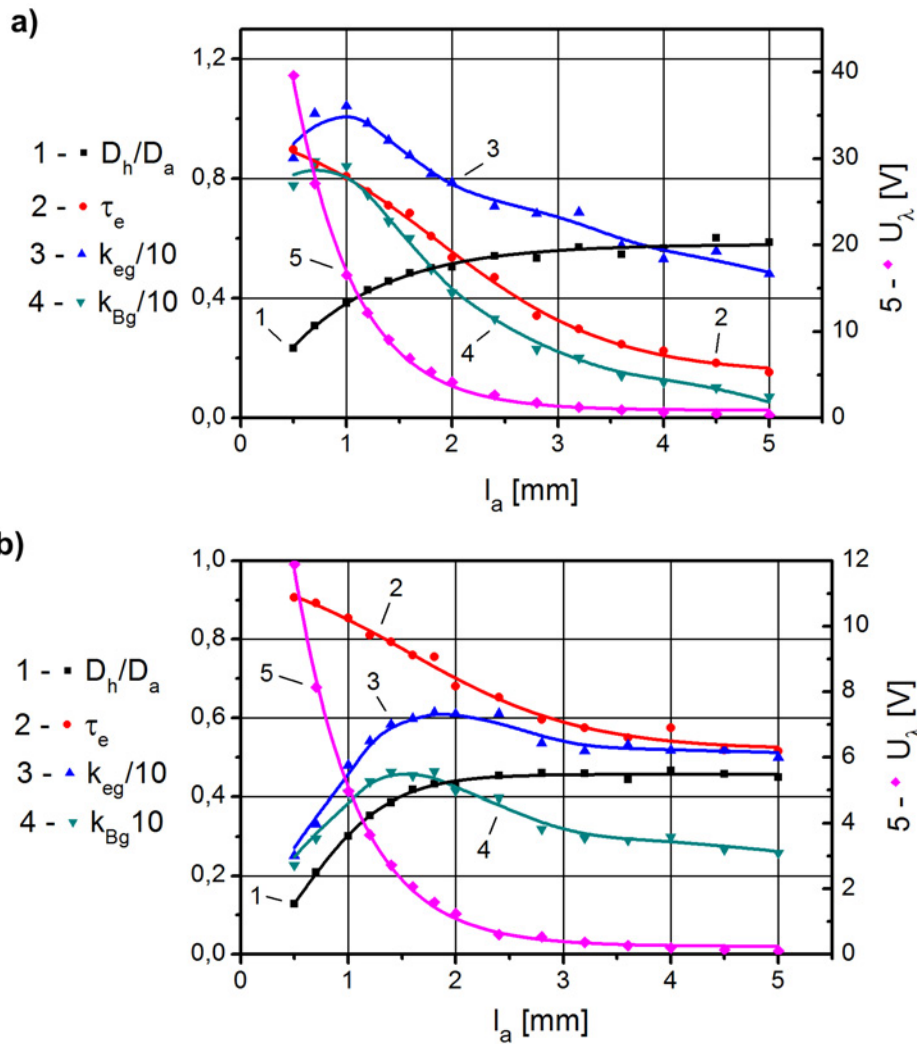 a)
1,2
0,8
0,4
0,0
40
30
20
10
0
1 - D_h/D_a
2 - τ_e
3 - k_eg/10
4 - k_Bg/10
1
2
3
4
5
5 - U_λ [V]
0 1 2 3 4 5
l_a [mm]
b)
1,0
0,8
0,6
0,4
0,2
0,0
12
10
8
6
4
2
0
1 - D_h/D_a
2 - τ_e
3 - k_eg/10
4 - k_Bg10
1
2
3
4
5
5 - U_λ [V]
0 1 2 3 4 5
l_a [mm]